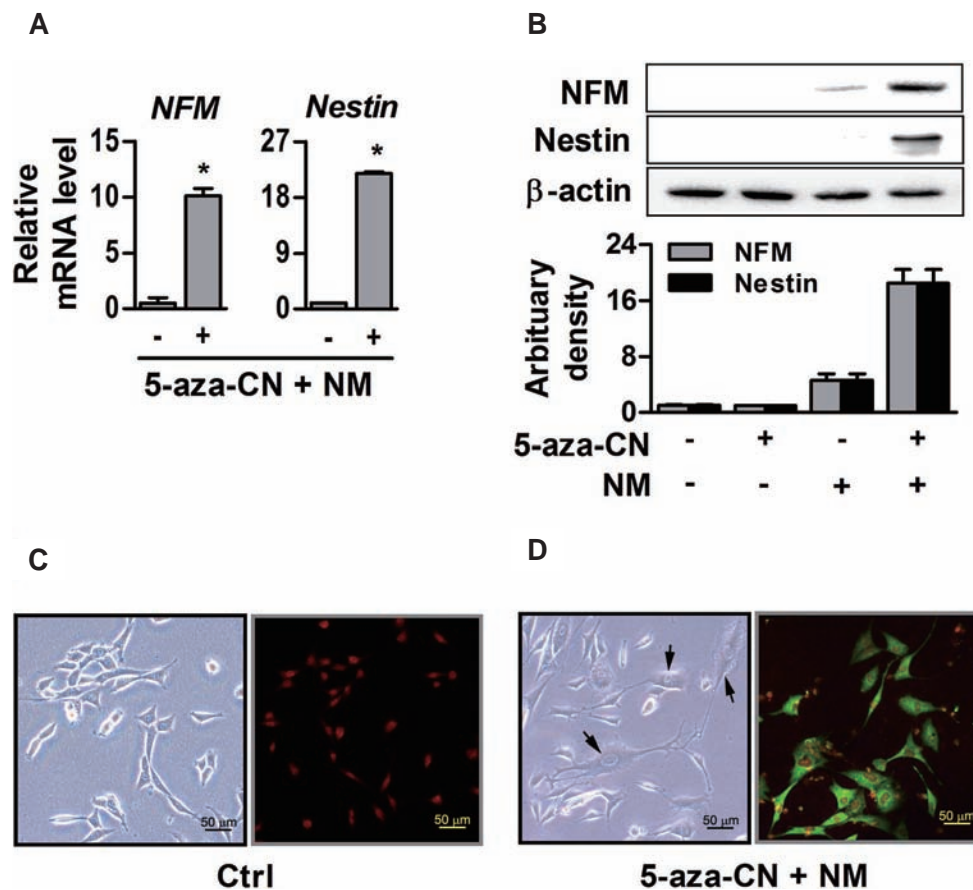 A
NFM
Nestin
Relative
mRNA level
15
10
5
0
*
27
18
9
0
*
- +
- +
5-aza-CN + NM
B
NFM
Nestin
β-actin
Arbituary
density
24
16
8
0
NFM
Nestin
5-aza-CN - + - +
NM - - + +
C
50 μm
50 μm
Ctrl
D
50 μm
50 μm
5-aza-CN + NM